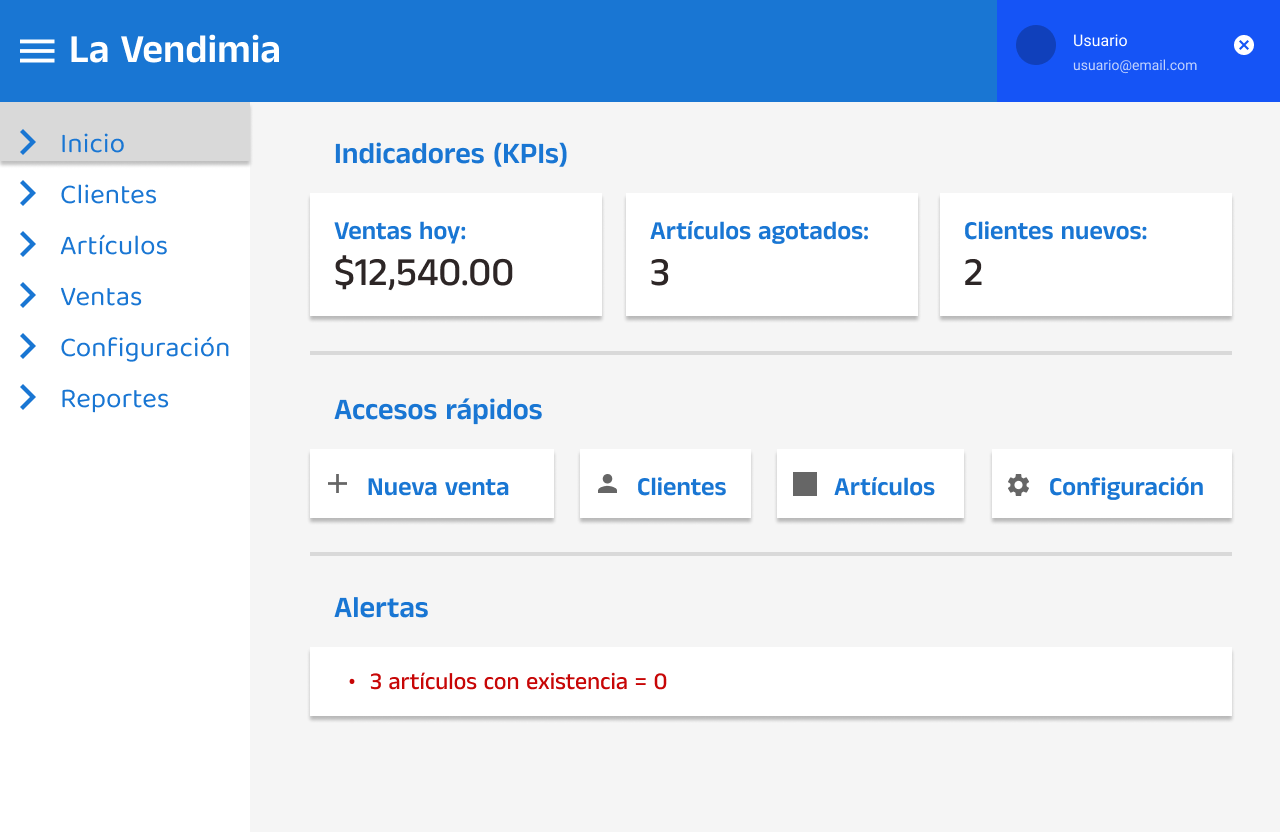 La Vendimia
Usuario
usuario@email.com
Inicio
Clientes
Artículos
Ventas
Configuración
Reportes
Indicadores (KPIs)
Ventas hoy:
$12,540.00
Artículos agotados:
3
Clientes nuevos:
2
Accesos rápidos
Nueva venta
Clientes
Artículos
Configuración
Alertas
• 3 artículos con existencia = 0